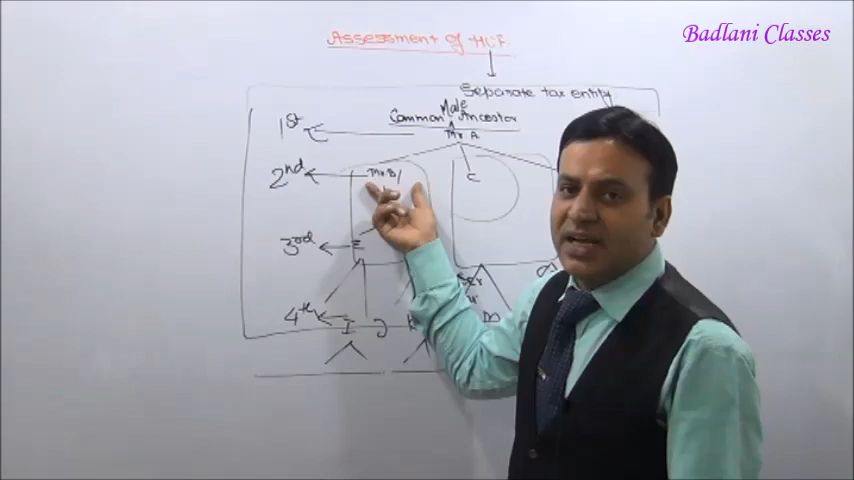 Badlani Classes
Assessment of HUF.
Separate tax entity
Male
Common Ancestor
1st
Mr A
2nd
Mr. B/
C
3rd
E
4th
I J K M